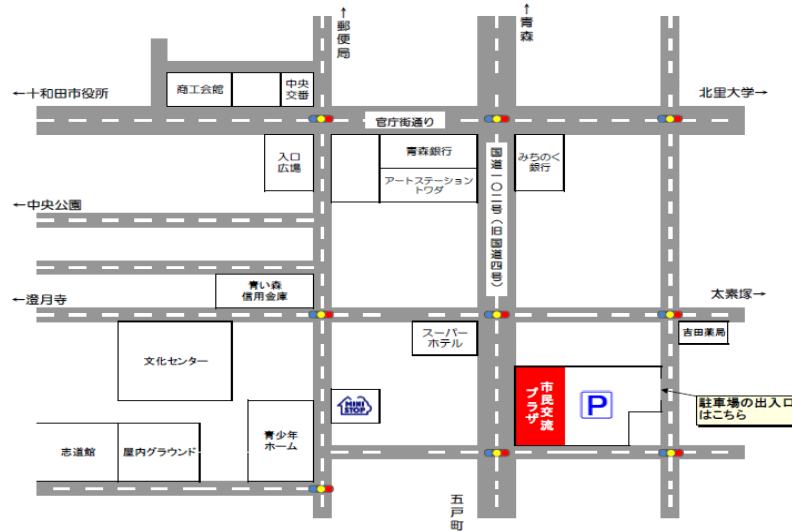 ↑郵便局
↑青森
←十和田市役所
商工会館
中央
交番
北里大学→
官庁街通り
入口
広場
青森銀行
アートステーション
トワダ
国道一〇二号(旧国道四号)
みちのく
銀行
←中央公園
青い森
信用金庫
←澄月寺
太素塚→
スーパー
ホテル
吉田薬局
文化センター
MINI
STOP
市民交流
プラザ
P
駐車場の出入口
はこちら
志道館
屋内グラウンド
青少年
ホーム
五戸町